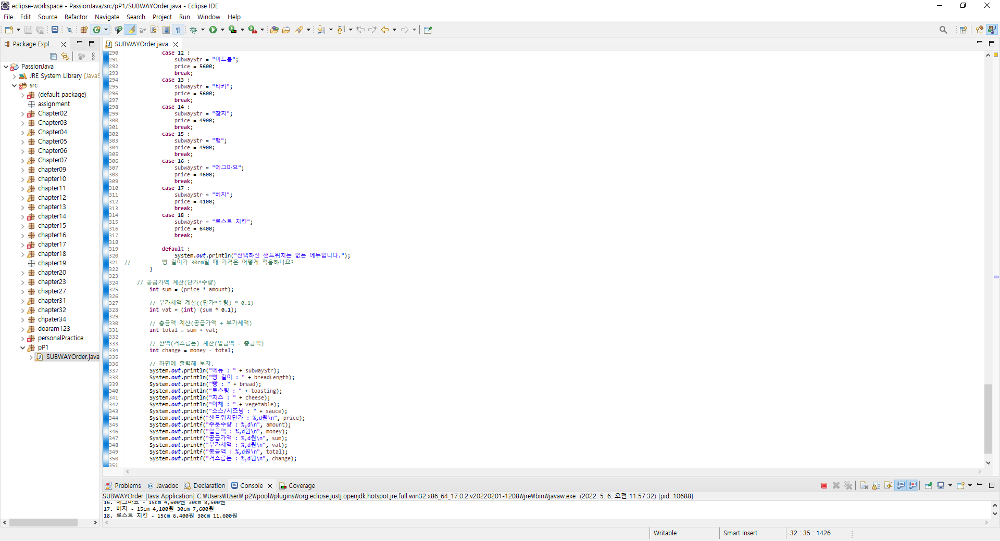 eclipse-workspace - PassionJava/src/pP1/SUBWAYOrder.java - Eclipse IDE
File Edit Source Refactor Navigate Search Project Run Window Help
Package Expl...
PassionJava
JRE System Library [JavaS
src
(default package)
assignment
Chapter02
Chapter03
Chapter04
Chapter05
Chapter06
Chapter07
chapter09
chapter10
chapter11
chapter12
chapter13
chapter14
chapter15
chapter16
chapter17
chapter18
chapter19
chapter20
chapter23
chapter27
chapter31
chapter32
chpater34
doaram123
personalPractice
pP1
SUBWAYOrder.java
SUBWAYOrder.java
290 case 12 :
291 subwayStr = "미트볼";
292 price = 5600;
293 break;
294 case 13 :
295 subwayStr = "터키";
296 price = 5600;
297 break;
298 case 14 :
299 subwayStr = "참치";
300 price = 4900;
301 break;
302 case 15 :
303 subwayStr = "햄";
304 price = 4900;
305 break;
306 case 16 :
307 subwayStr = "에그마요";
308 price = 4600;
309 break;
310 case 17 :
311 subwayStr = "베지";
312 price = 4100;
313 break;
314 case 18 :
315 subwayStr = "로스트 치킨";
316 price = 6400;
317 break;
318
319 default :
320 System.out.println("선택하신 샌드위치는 없는 메뉴입니다.");
321 // 빵 길이가 30cm일 때 가격은 어떻게 적용하나요?
322 }
323
324 // 공급가액 계산(단가*수량)
325 int sum = (price * amount);
326
327 // 부가세액 계산((단가*수량) * 0.1)
328 int vat = (int) (sum * 0.1);
329
330 // 총금액 계산(공급가액 + 부가세액)
331 int total = sum + vat;
332
333 // 잔액(거스름돈) 계산(입금액 - 총금액)
334 int change = money - total;
335
336 // 화면에 출력해 보자.
337 System.out.println("메뉴 : " + subwayStr);
338 System.out.println("빵 길이 : " + breadLength);
339 System.out.println("빵 : " + bread);
340 System.out.println("토스팅 : " + toasting);
341 System.out.println("치즈 : " + cheese);
342 System.out.println("야채 : " + vegetable);
343 System.out.println("소스/시즈닝 : " + sauce);
344 System.out.printf("샌드위치단가 : %,d원\n", price);
345 System.out.printf("주문수량 : %,d\n", amount);
346 System.out.printf("입금액 : %,d원\n", money);
347 System.out.printf("공급가액 : %,d원\n", sum);
348 System.out.printf("부가세액 : %,d원\n", vat);
349 System.out.printf("총금액 : %,d원\n", total);
350 System.out.printf("거스름돈 : %,d원\n", change);
351
Problems @ Javadoc Declaration Console Coverage
SUBWAYOrder [Java Application] C:₩Users₩User₩.p2₩pool₩plugins₩org.eclipse.justj.openjdk.hotspot.jre.full.win32.x86_64_17.0.2.v20220201-1208₩jre₩bin₩javaw.exe (2022. 5. 6. 오전 11:57:32) [pid: 10688]
16. 에그마요 - 15cm 4,600원 30cm 8,500원
17. 베지 - 15cm 4,100원 30cm 7,600원
18. 로스트 치킨 - 15cm 6,400원 30cm 11,600원
Writable Smart Insert 32 : 35 : 1426